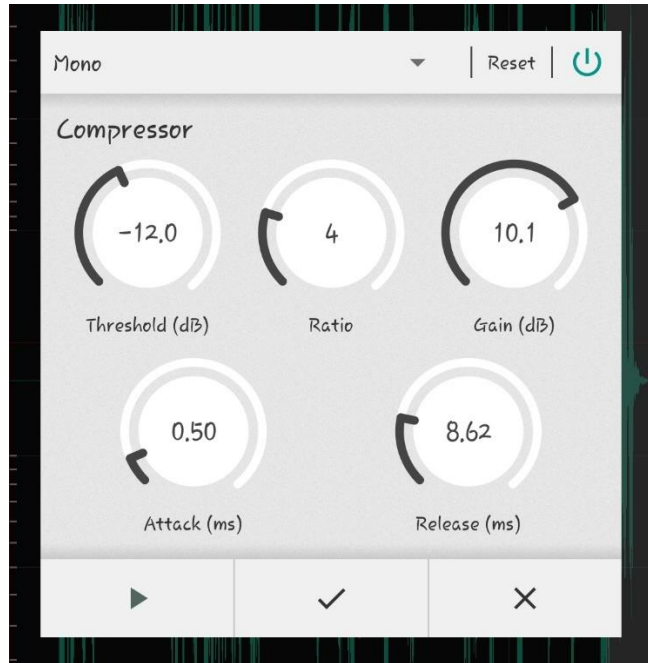 Mono
Reset
Compressor
-12.0
4
10.1
Threshold (dB)
Ratio
Gain (dB)
0.50
8.62
Attack (ms)
Release (ms)